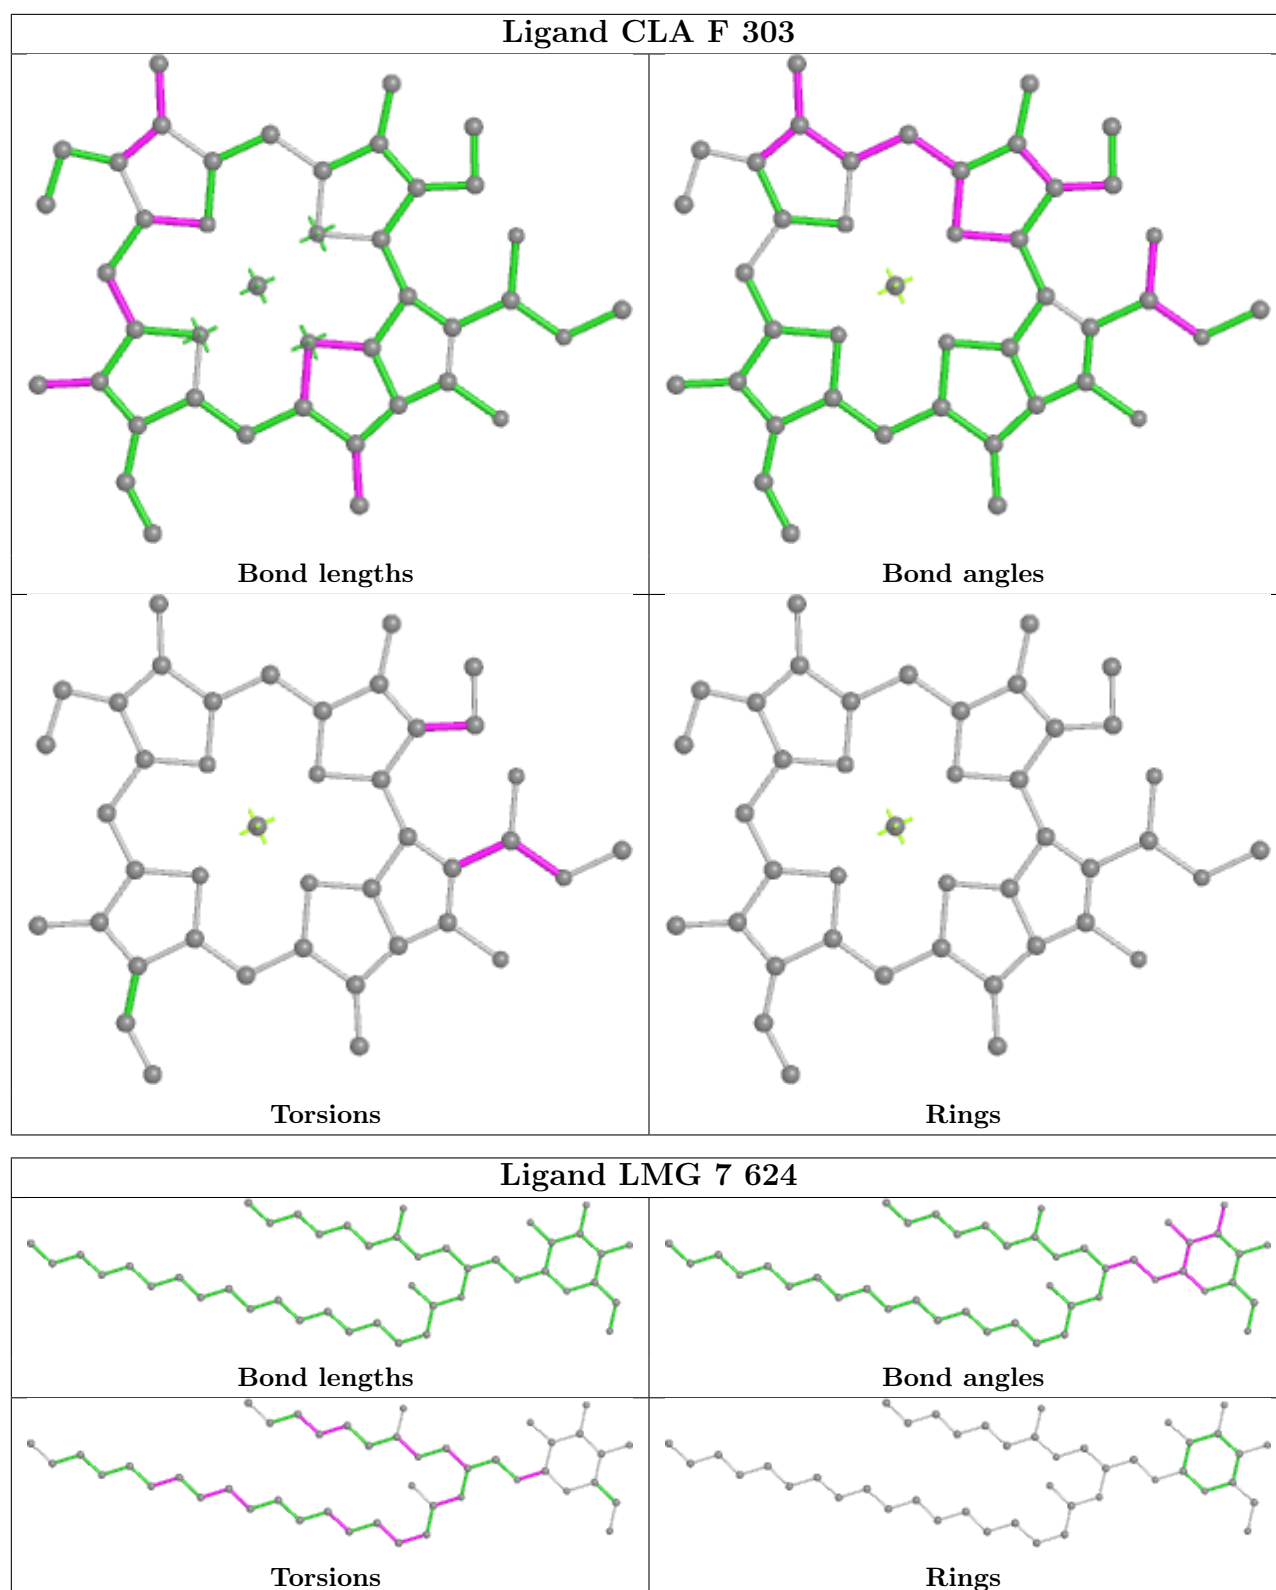 Ligand CLA F 303
Bond lengths
Bond angles
Torsions
Rings
Ligand LMG 7 624
Bond lengths
Bond angles
Torsions
Rings